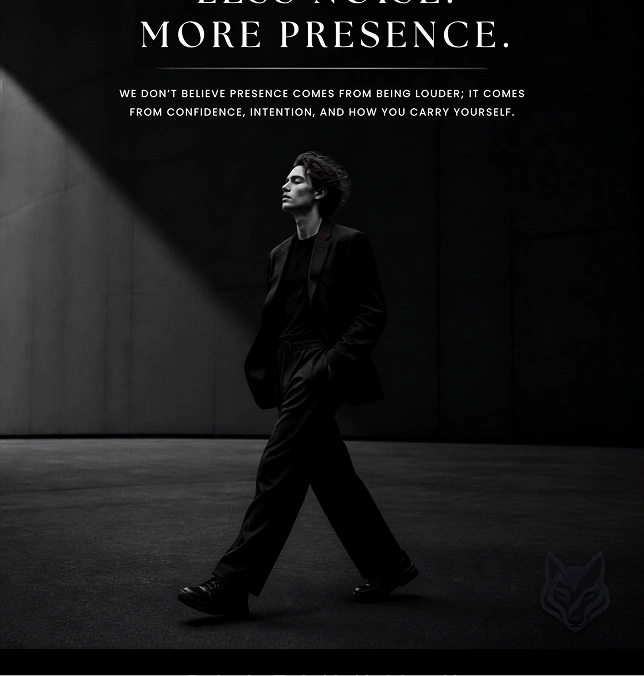 MORE PRESENCE.
WE DON'T BELIEVE PRESENCE COMES FROM BEING LOUDER; IT COMES
FROM CONFIDENCE, INTENTION, AND HOW YOU CARRY YOURSELF.